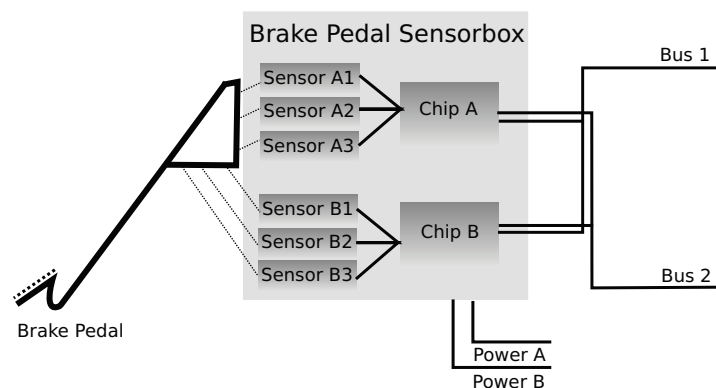 Brake Pedal Sensorbox
Bus 1
Sensor A1
Sensor A2
Chip A
Sensor A3
Sensor B1
Sensor B2
Chip B
Sensor B3
Bus 2
Brake Pedal
Power A
Power B